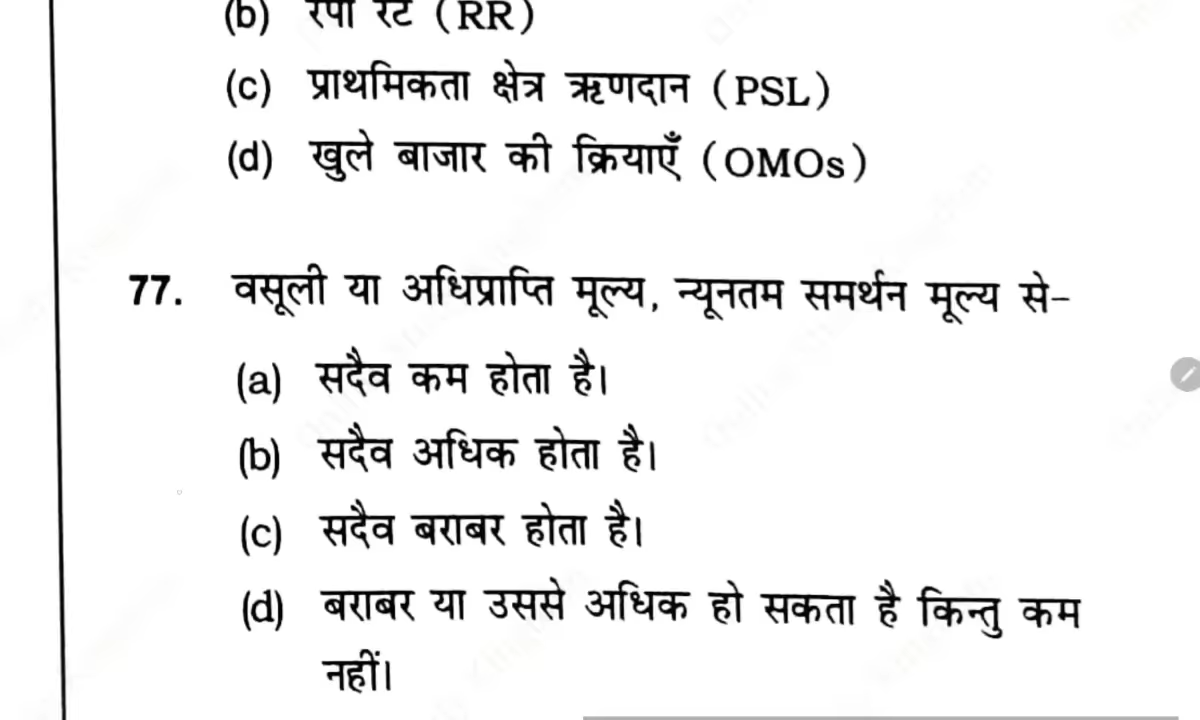 (b) रेपो रेट (RR)
(c) प्राथमिकता क्षेत्र ऋणदान (PSL)
(d) खुले बाजार की क्रियाएँ (OMOs)
77. वसूली या अधिप्राप्ति मूल्य, न्यूनतम समर्थन मूल्य से-
(a) सदैव कम होता है।
(b) सदैव अधिक होता है।
(c) सदैव बराबर होता है।
(d) बराबर या उससे अधिक हो सकता है किन्तु कम
नहीं।